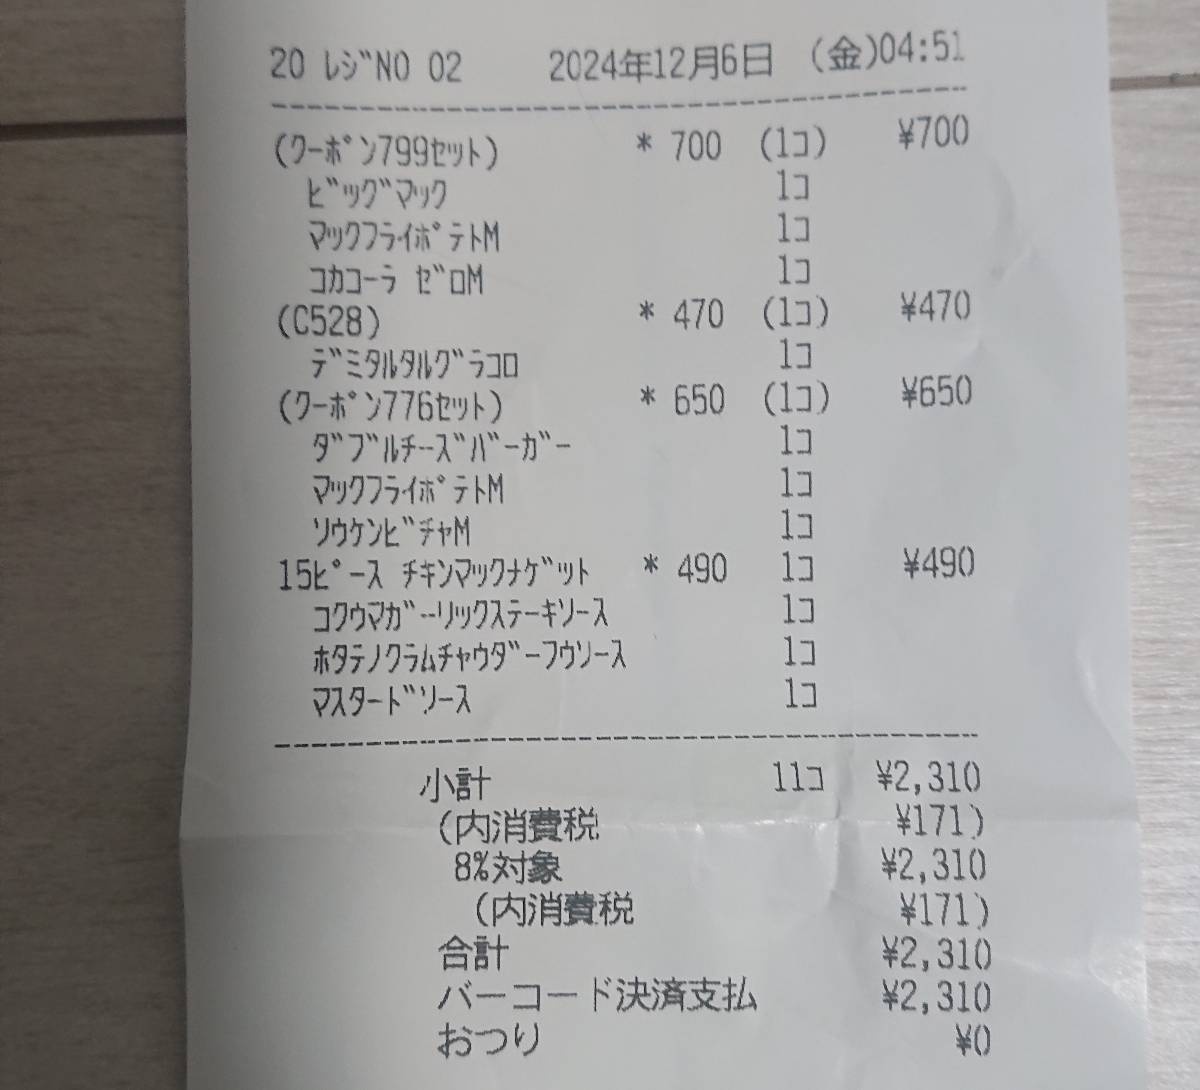 20 ﾚｼﾞNO 02 2024年12月6日 (金)04:51
(ｸｰﾎﾟﾝ799ｾｯﾄ) * 700 (1ｺ) ¥700
ﾋﾞｯｸﾞﾏｯｸ 1ｺ
ﾏｯｸﾌﾗｲﾎﾟﾃﾄM 1ｺ
ｺｶｺｰﾗ ｾﾞﾛM 1ｺ
(C528) * 470 (1ｺ) ¥470
ﾃﾞﾐﾀﾙﾀﾙｸﾞﾗｺﾛ 1ｺ
(ｸｰﾎﾟﾝ776ｾｯﾄ) * 650 (1ｺ) ¥650
ﾀﾞﾌﾞﾙﾁｰｽﾞﾊﾞｰｶﾞｰ 1ｺ
ﾏｯｸﾌﾗｲﾎﾟﾃﾄM 1ｺ
ｿｳｹﾝﾋﾞﾁｬM 1ｺ
15ﾋﾟｰｽ ﾁｷﾝﾏｯｸﾅｹﾞｯﾄ * 490 1ｺ ¥490
ｺｸｳﾏｶﾞｰﾘｯｸｽﾃｰｷｿｰｽ 1ｺ
ﾎﾀﾃﾉｸﾗﾑﾁｬｳﾀﾞｰﾌｳｿｰｽ 1ｺ
ﾏｽﾀｰﾄﾞｿｰｽ 1ｺ
小計 11ｺ ¥2,310
(内消費税 ¥171)
8%対象 ¥2,310
(内消費税 ¥171)
合計 ¥2,310
バーコード決済支払 ¥2,310
おつり ¥0